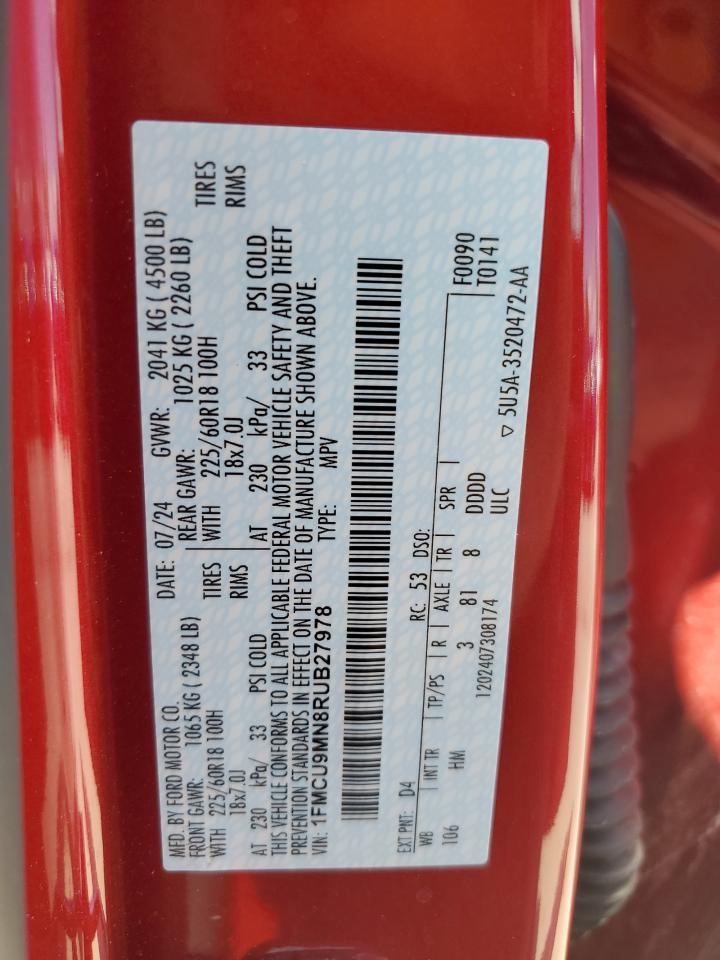 MFD. BY FORD MOTOR CO.
DATE: 07/24 GVWR: 2041 KG ( 4500 LB)
FRONT GAWR: 1065 KG ( 2348 LB) REAR GAWR: 1025 KG ( 2260 LB)
WITH 225/60R18 100H TIRES WITH 225/60R18 100H TIRES
18x7.0J RIMS 18x7.0J RIMS
AT 230 kPa/ 33 PSI COLD AT 230 kPa/ 33 PSI COLD
THIS VEHICLE CONFORMS TO ALL APPLICABLE FEDERAL MOTOR VEHICLE SAFETY AND THEFT
PREVENTION STANDARDS IN EFFECT ON THE DATE OF MANUFACTURE SHOWN ABOVE.
VIN: 1FMCU9MN8RUB27978 TYPE: MPV
EXT PNT: D4 RC: 53 DSO: F0090
WB | INT TR | TP/PS | R | AXLE | TR | SPR | T0141
106 HM 3 81 8 DDDD
1202407308174 ULC ▽ 5U5A-3520472-AA